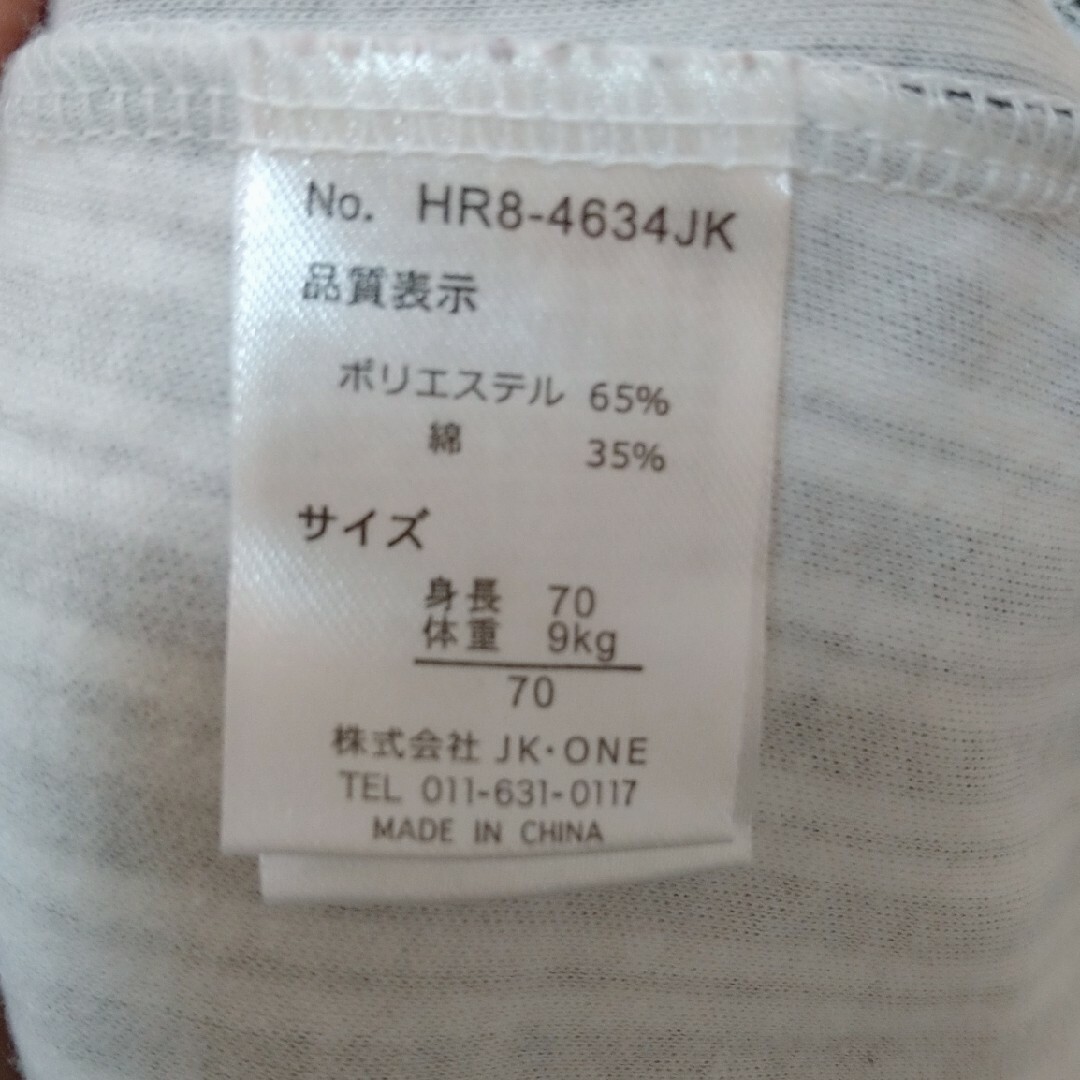 No. HR8-4634JK
品質表示
ポリエステル 65%
綿 35%
サイズ
身長 70
体重 9kg
70
株式会社 JK・ONE
TEL 011-631-0117
MADE IN CHINA